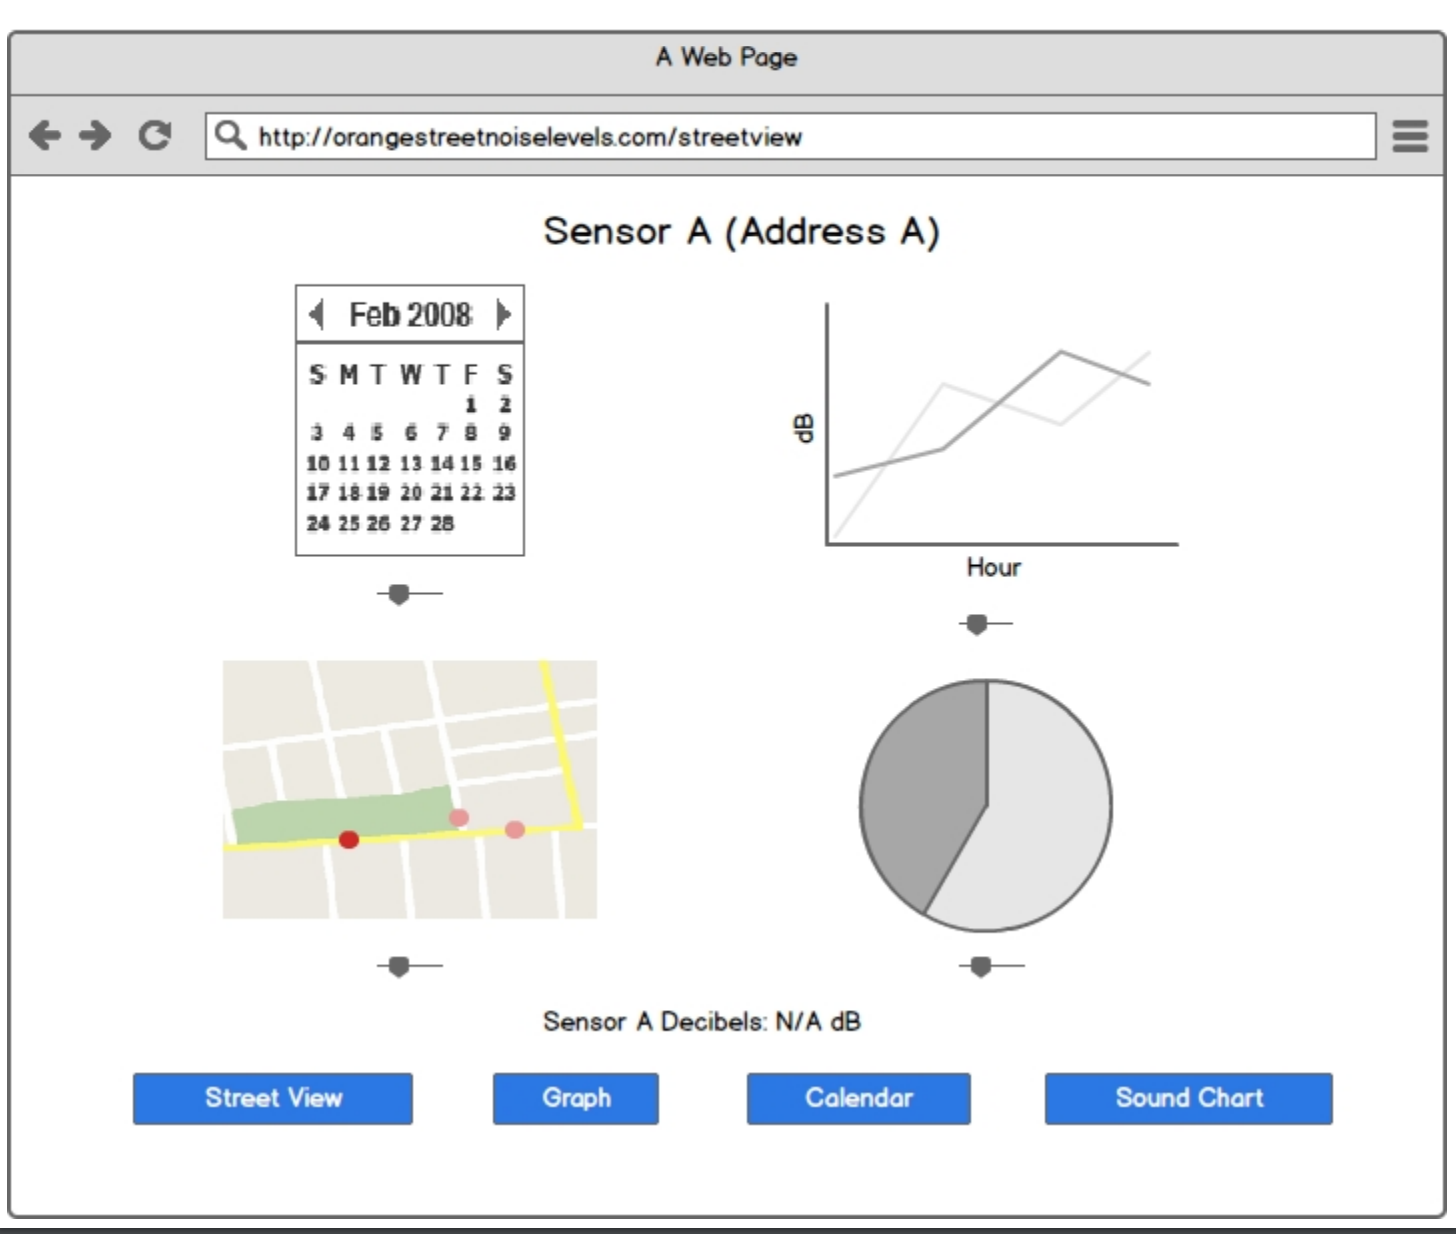 A Web Page
http://orangestreetnoiselevels.com/streetview
Sensor A (Address A)
Feb 2008
S M T W T F S
1 2
3 4 5 6 7 8 9
10 11 12 13 14 15 16
17 18 19 20 21 22 23
24 25 26 27 28
dB
Hour
Sensor A Decibels: N/A dB
Street View
Graph
Calendar
Sound Chart